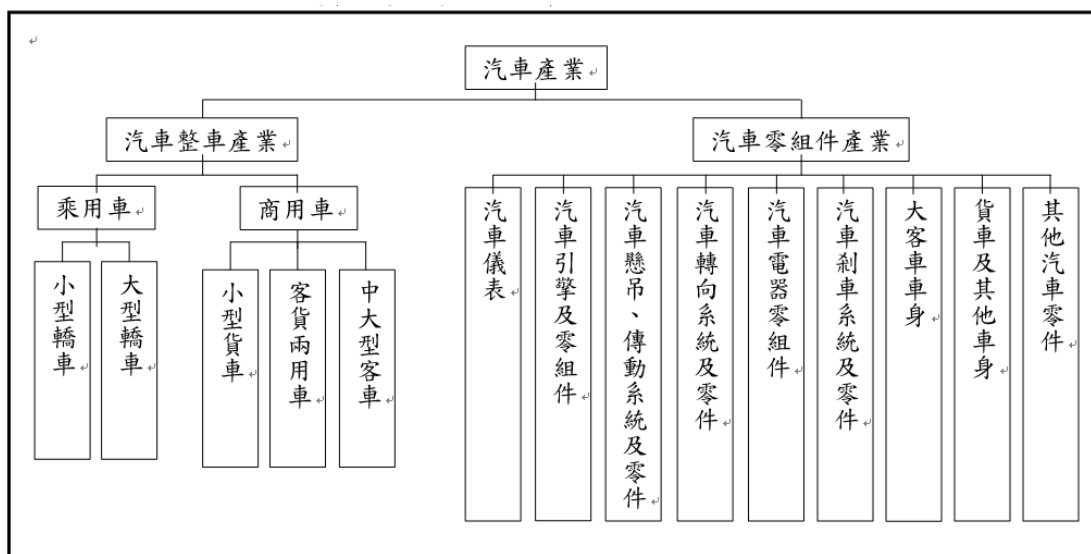 汽車產業
汽車整車產業
汽車零組件產業
乘用車
商用車
小型轎車
大型轎車
小型貨車
客貨兩用車
中大型客車
汽車儀表
汽車引擎及零組件
汽車懸吊、傳動系統及零件
汽車轉向系統及零件
汽車電器零組件
汽車剎車系統及零件
大客車車身
貨車及其他車身
其他汽車零件